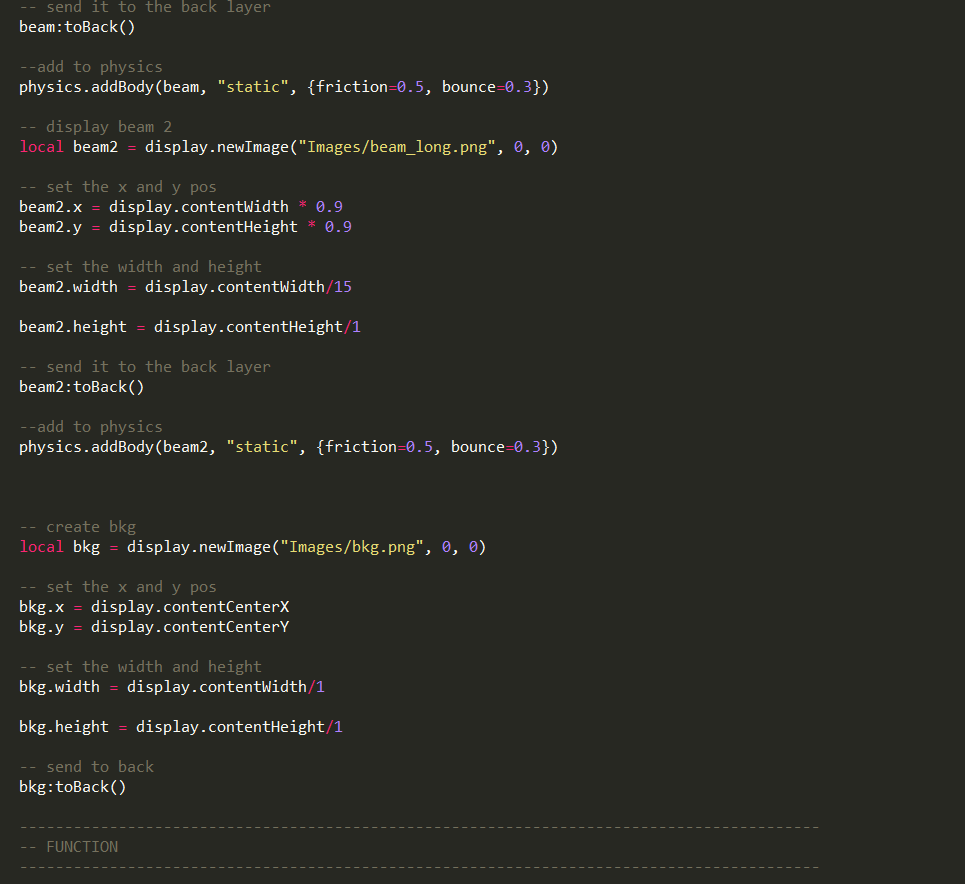 -- send it to the back layer
beam:toBack()
--add to physics
physics.addBody(beam, "static", {friction=0.5, bounce=0.3})
-- display beam 2
local beam2 = display.newImage("Images/beam_long.png", 0, 0)
-- set the x and y pos
beam2.x = display.contentWidth * 0.9
beam2.y = display.contentHeight * 0.9
-- set the width and height
beam2.width = display.contentWidth/15
beam2.height = display.contentHeight/1
-- send it to the back layer
beam2:toBack()
--add to physics
physics.addBody(beam2, "static", {friction=0.5, bounce=0.3})
-- create bkg
local bkg = display.newImage("Images/bkg.png", 0, 0)
-- set the x and y pos
bkg.x = display.contentCenterX
bkg.y = display.contentCenterY
-- set the width and height
bkg.width = display.contentWidth/1
bkg.height = display.contentHeight/1
-- send to back
bkg:toBack()
-----------------------------------------------------------------------------------------
-- FUNCTION
-----------------------------------------------------------------------------------------